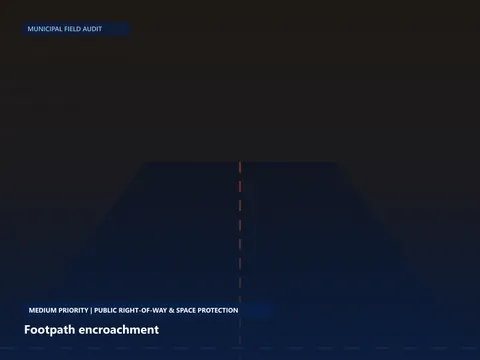 MUNICIPAL FIELD AUDIT
MEDIUM PRIORITY | PUBLIC RIGHT-OF-WAY & SPACE PROTECTION
Footpath encroachment